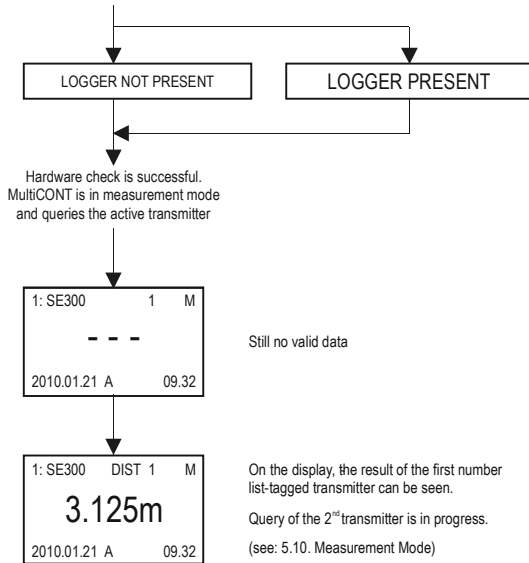 LOGGER NOT PRESENT
LOGGER PRESENT
Hardware check is successful.
MultiCONT is in measurement mode
and queries the active transmitter
1: SE300 1 M
- - -
2010.01.21 A 09.32
Still no valid data
1: SE300 DIST 1 M
3.125m
2010.01.21 A 09.32
On the display, the result of the first number
list-tagged transmitter can be seen.
Query of the 2nd transmitter is in progress.
(see: 5.10. Measurement Mode)